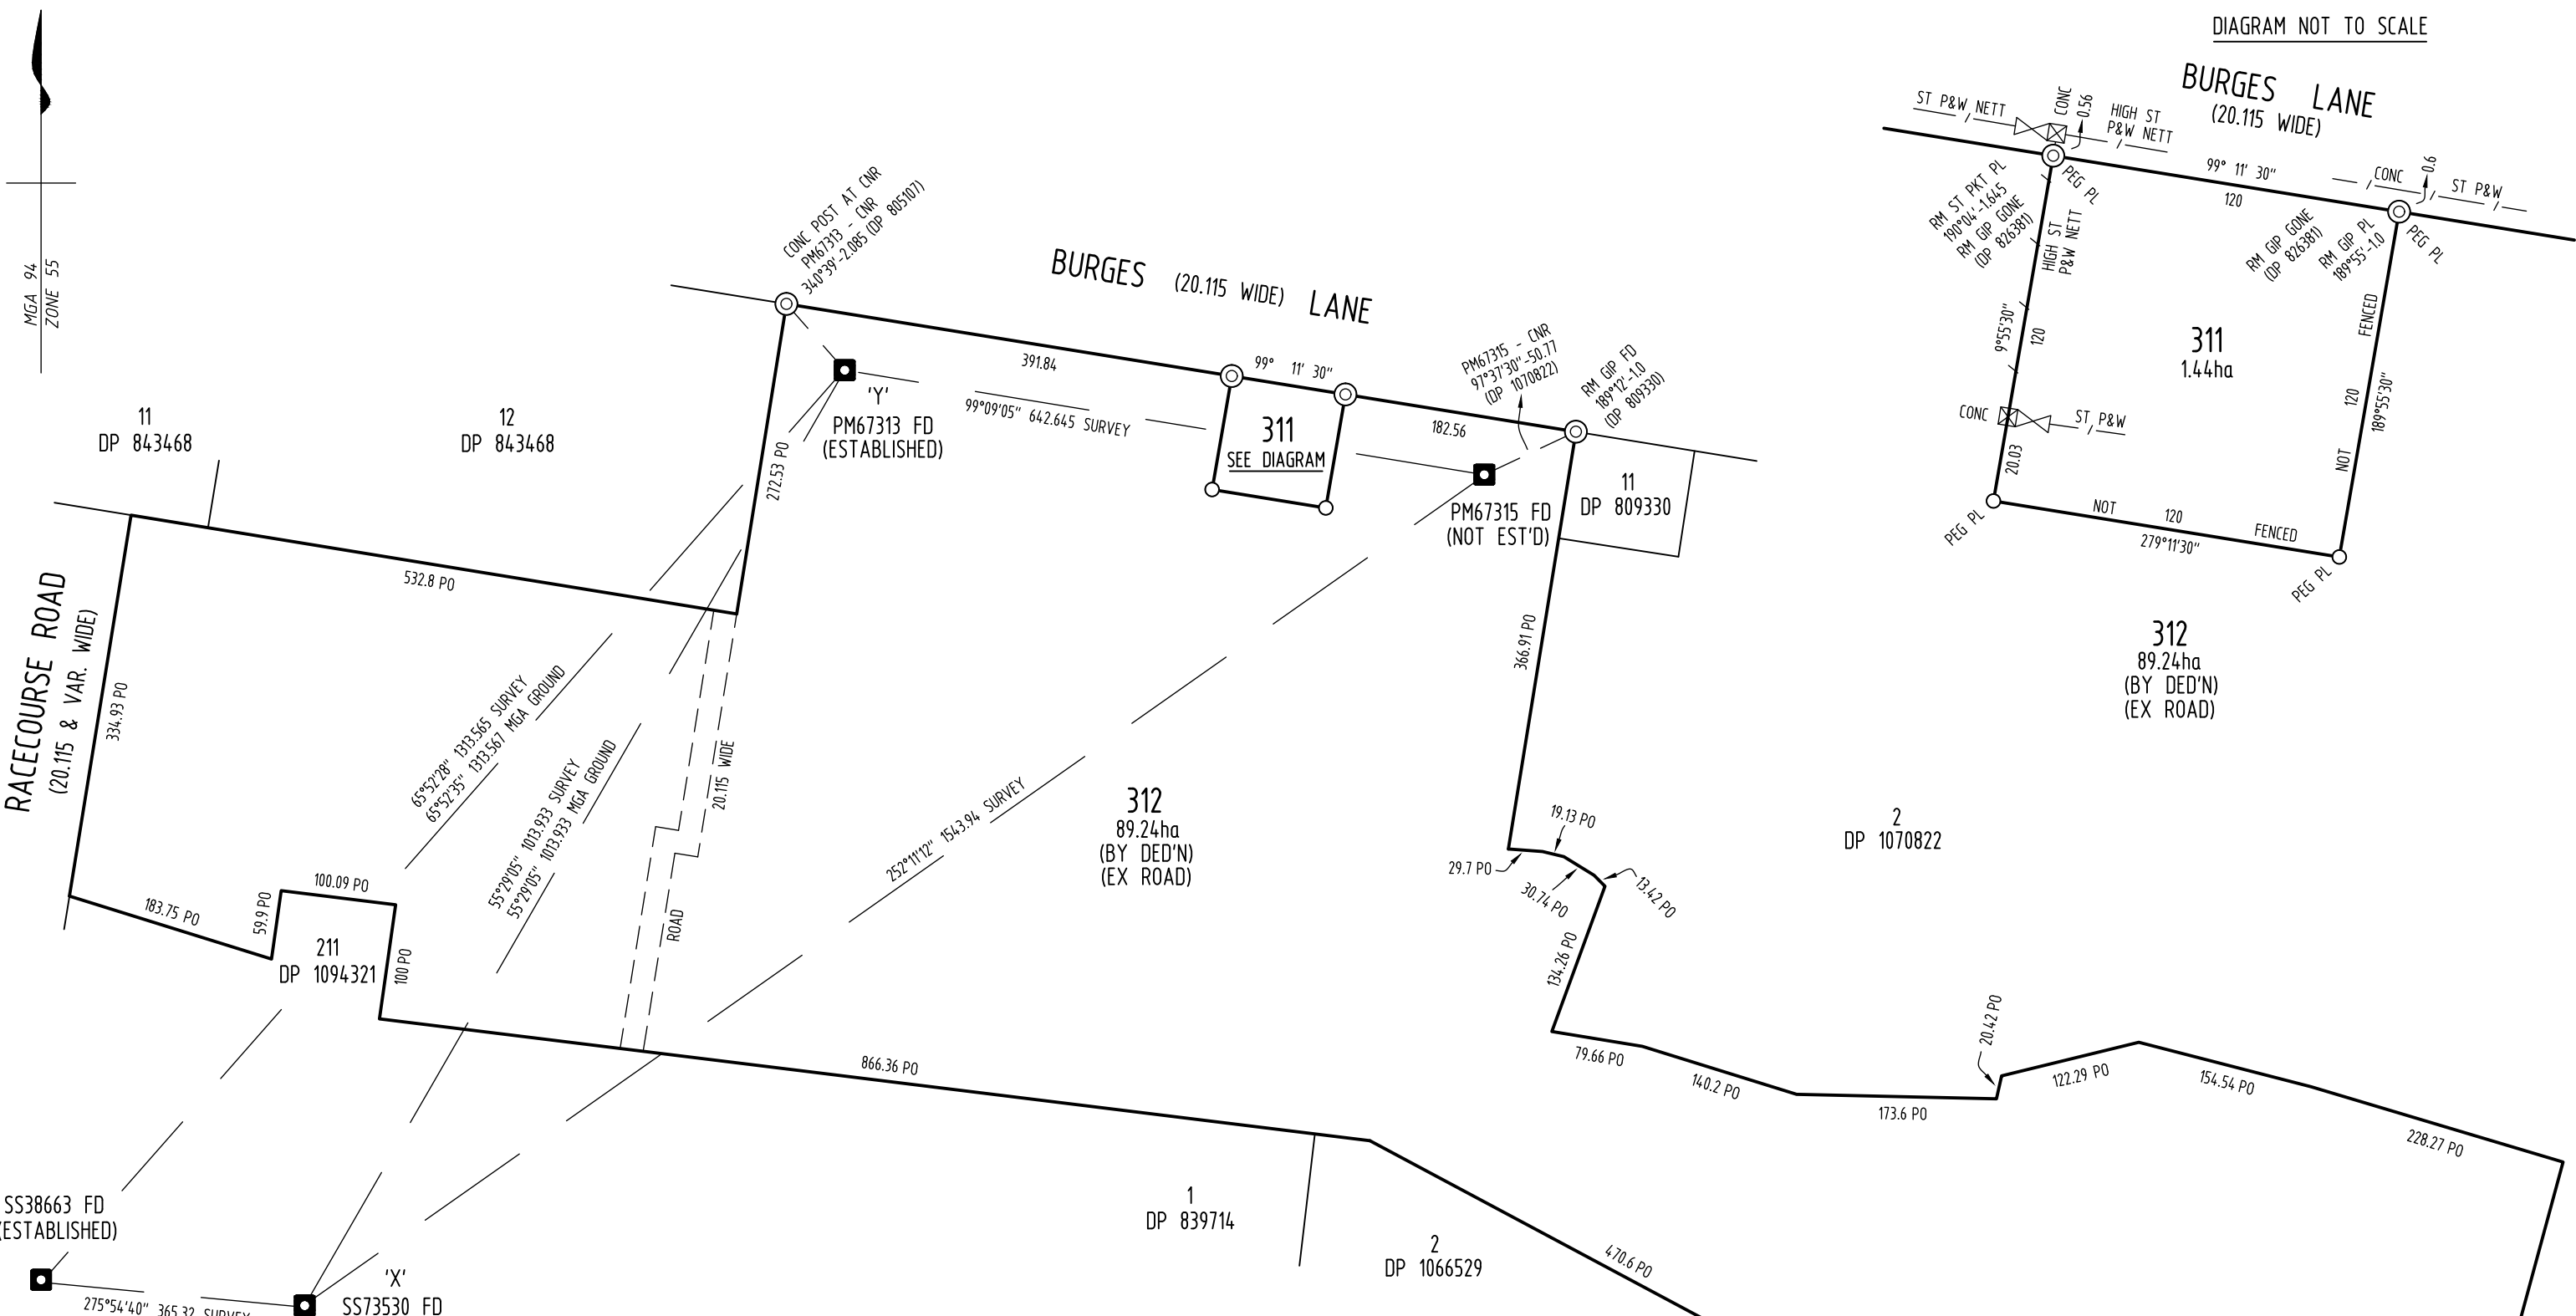 DIAGRAM NOT TO SCALE
MGA 94
ZONE 55
BURGES LANE
(20.115 WIDE)
ST P&W NETT
CONC
0.56
HIGH ST
P&W NETT
99° 11' 30"
120
CONC
0.6
ST P&W
RM ST PKT PL
190°04'-1.645
RM GIP GONE
(DP 826381)
PEG PL
HIGH ST
P&W NETT
RM GIP GONE
(DP 826381)
RM GIP PL
189°55'-1.0
PEG PL
9°55'30"
120
311
1.44ha
FENCED
120
NOT
189°55'30"
CONC
ST P&W
20.03
PEG PL
NOT
120
FENCED
279°11'30"
PEG PL
312
89.24ha
(BY DED'N)
(EX ROAD)
CONC POST AT CNR
PM67313 - CNR
340°39'-2.085 (DP 805107)
BURGES (20.115 WIDE) LANE
391.84
99° 11' 30"
182.56
'Y'
PM67313 FD
(ESTABLISHED)
99°09'05" 642.645 SURVEY
311
SEE DIAGRAM
PM67315 - CNR
97°37'30"-50.77
(DP 1070822)
RM GIP FD
189°12'-1.0
(DP 809330)
PM67315 FD
(NOT EST'D)
11
DP 809330
11
DP 843468
12
DP 843468
272.53 PO
532.8 PO
RACECOURSE ROAD
(20.115 & VAR. WIDE)
334.93 PO
65°52'28" 1313.565 SURVEY
65°52'35" 1313.567 MGA GROUND
55°29'05" 1013.933 SURVEY
55°29'05" 1013.933 MGA GROUND
20.115 WIDE
ROAD
252°11'12" 1543.94 SURVEY
312
89.24ha
(BY DED'N)
(EX ROAD)
366.91 PO
19.13 PO
29.7 PO
30.74 PO
13.42 PO
134.26 PO
2
DP 1070822
183.75 PO
59.9 PO
100.09 PO
211
DP 1094321
100 PO
866.36 PO
79.66 PO
140.2 PO
173.6 PO
20.42 PO
122.29 PO
154.54 PO
228.27 PO
1
DP 839714
2
DP 1066529
470.6 PO
SS38663 FD
(ESTABLISHED)
'X'
SS73530 FD
275°54'40" 365.32 SURVEY